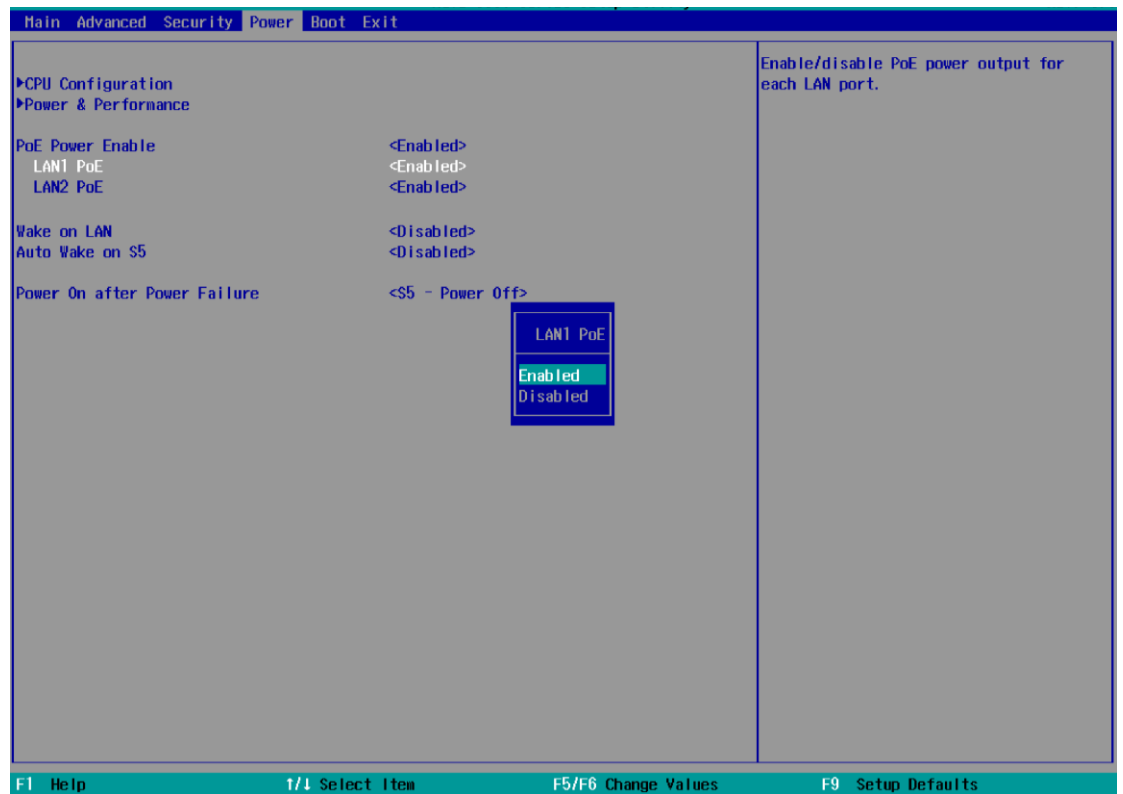 Main Advanced Security Power Boot Exit
Enable/disable PoE power output for
each LAN port.
▶CPU Configuration
▶Power & Performance
PoE Power Enable <Enabled>
LAN1 PoE <Enabled>
LAN2 PoE <Enabled>
Wake on LAN <Disabled>
Auto Wake on S5 <Disabled>
Power On after Power Failure <S5 - Power Off>
LAN1 PoE
Enabled
Disabled
F1 Help ↑/↓ Select Item F5/F6 Change Values F9 Setup Defaults